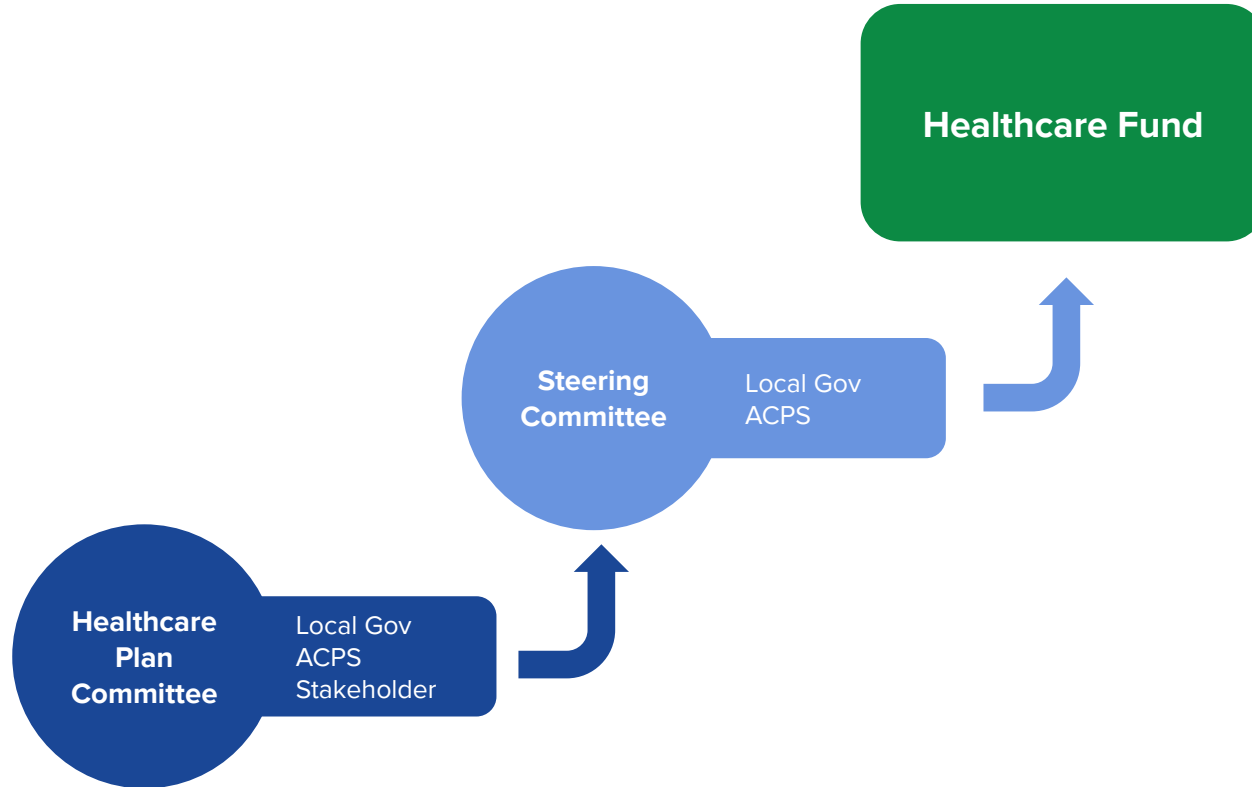 Healthcare Fund
Steering
Committee
Local Gov
ACPS
Healthcare
Plan
Committee
Local Gov
ACPS
Stakeholder